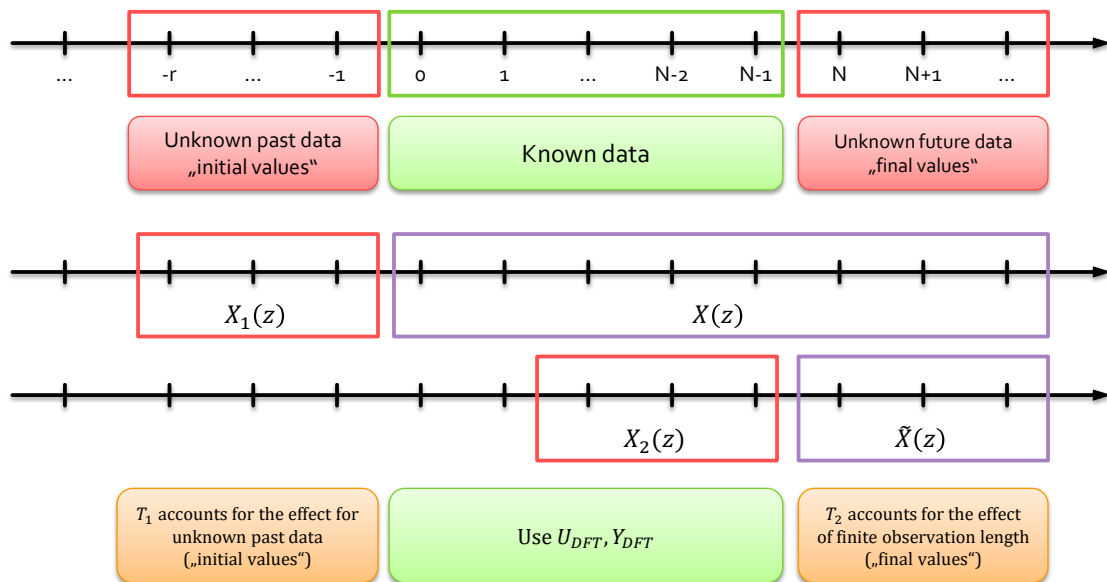 ... -r ... -1 0 1 ... N-2 N-1 N N+1 ...
Unknown past data
„initial values“
Known data
Unknown future data
„final values“
X₁(z)
X(z)
X₂(z)
X̃(z)
T₁ accounts for the effect for
unknown past data
(„initial values“)
Use U_DFT, Y_DFT
T₂ accounts for the effect
of finite observation length
(„final values“)